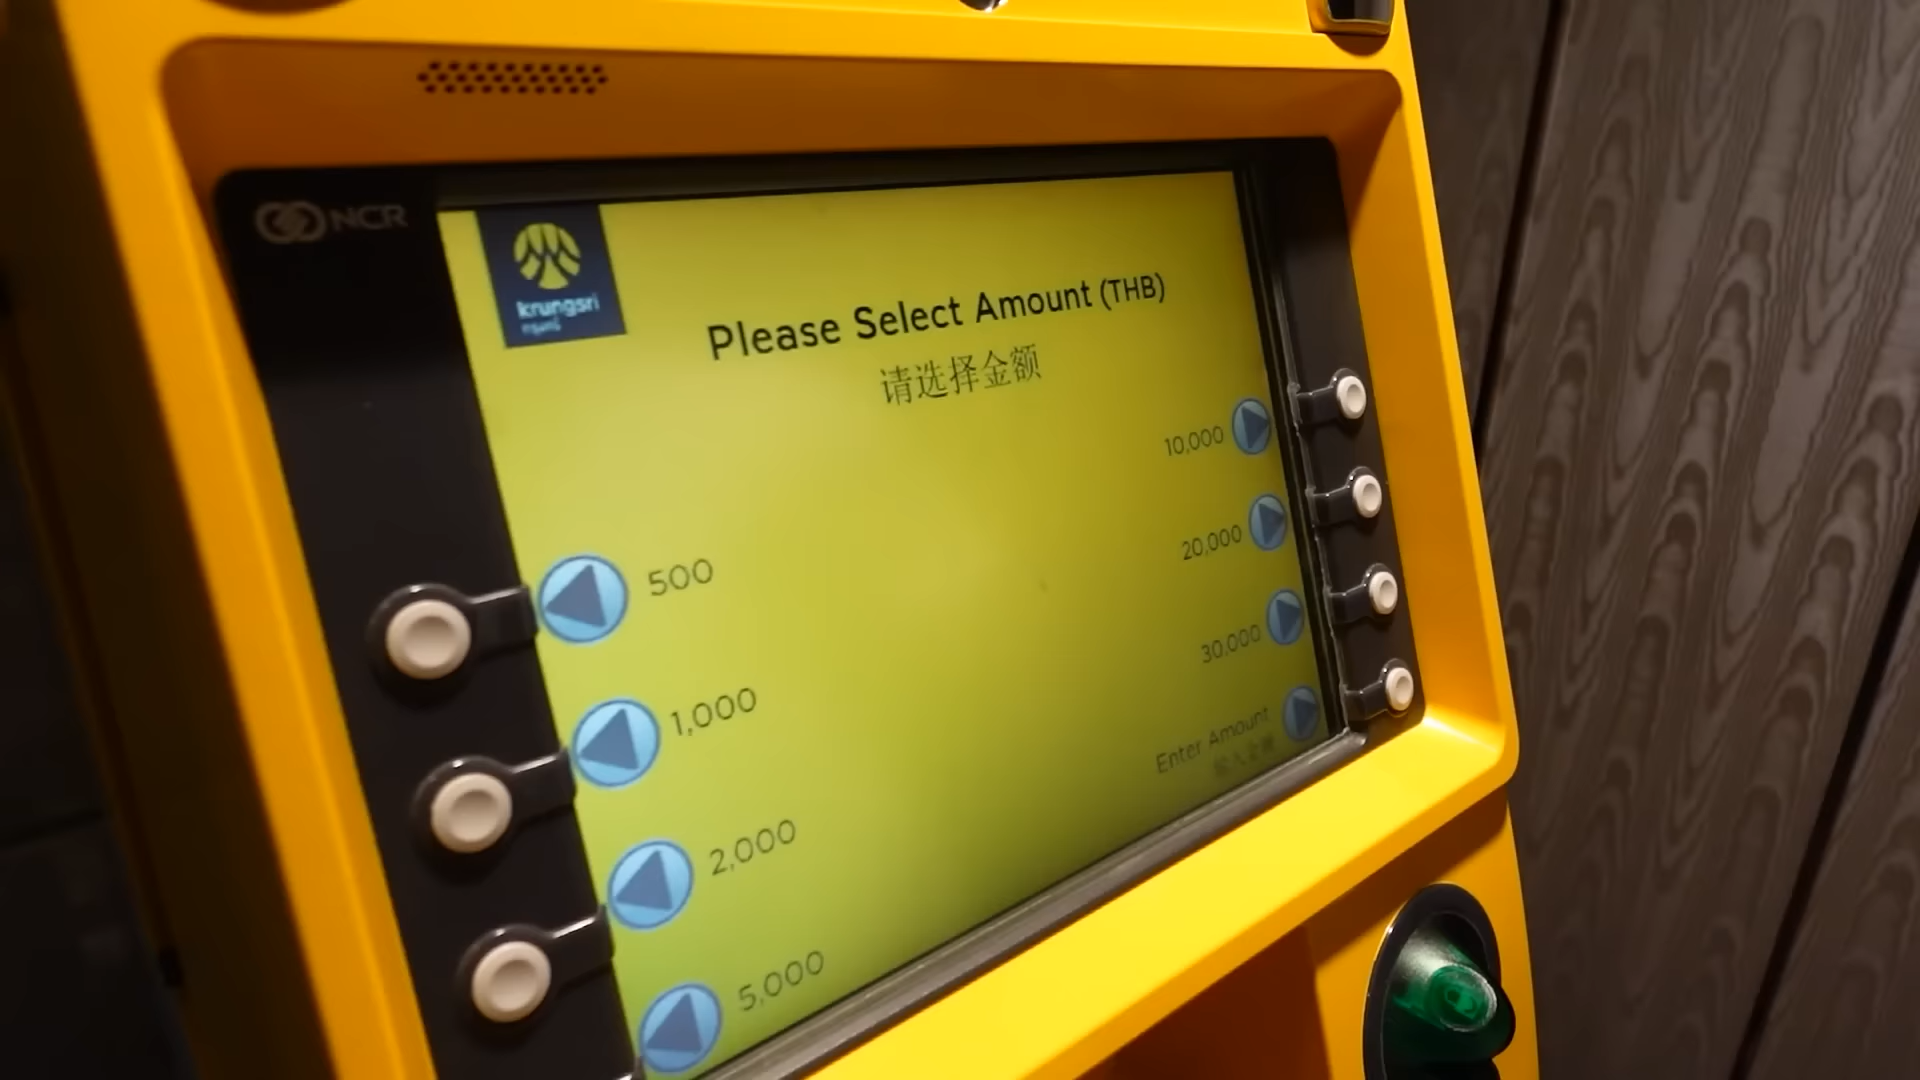 NCR
krungsri
กรุงศรี
Please Select Amount (THB)
请选择金额
500
1,000
2,000
5,000
10,000
20,000
30,000
Enter Amount
输入金额